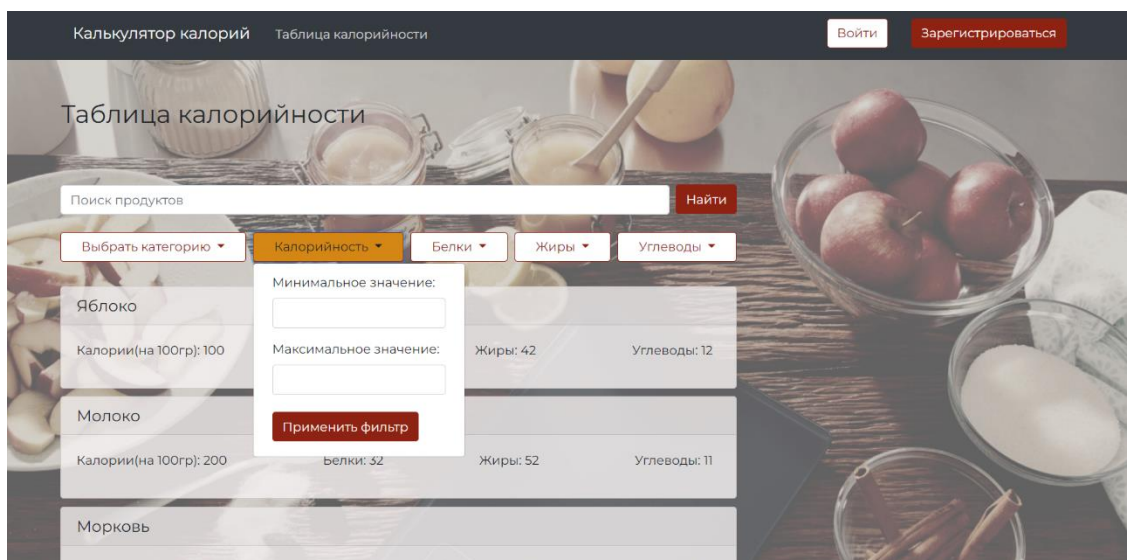 Калькулятор калорий Таблица калорийности Войти Зарегистрироваться
Таблица калорийности
Поиск продуктов Найти
Выбрать категорию Калорийность Белки Жиры Углеводы
Минимальное значение:
Яблоко
Калории(на 100гр): 100 Максимальное значение: Жиры: 42 Углеводы: 12
Молоко
Применить фильтр
Калории(на 100гр): 200 Белки: 32 Жиры: 52 Углеводы: 11
Морковь